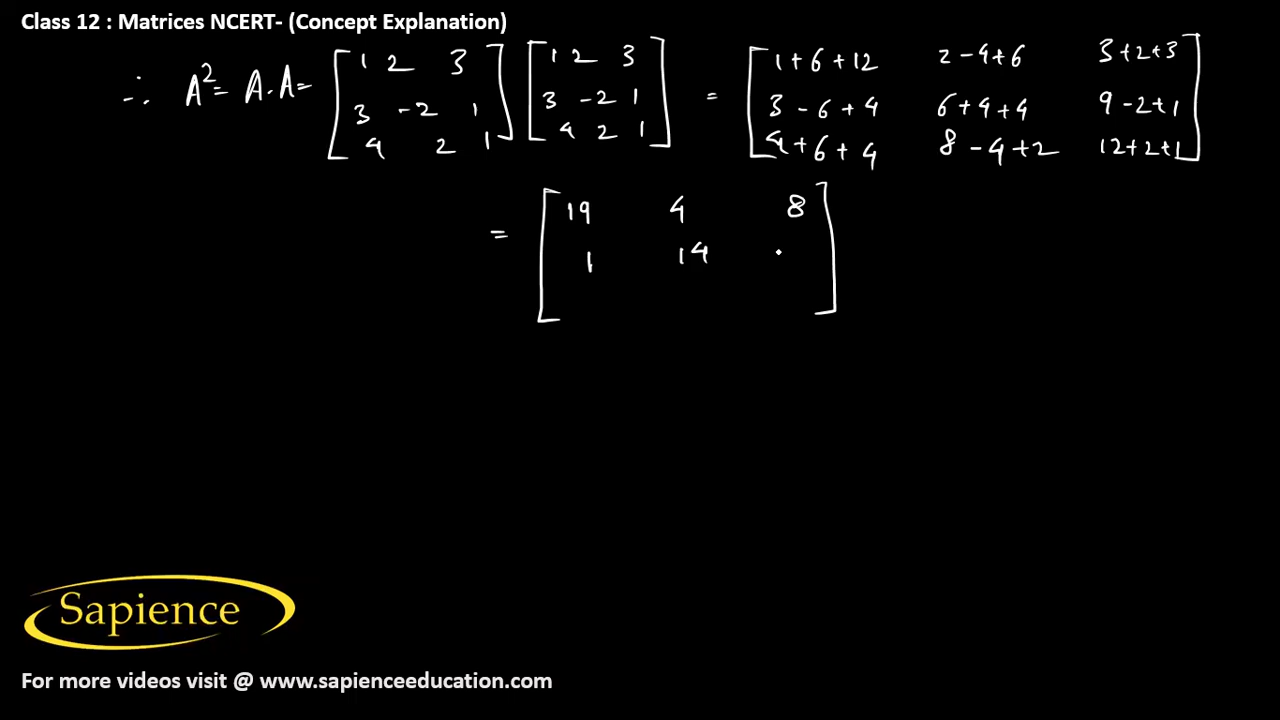 Class 12 : Matrices NCERT- (Concept Explanation)
∴ A² = A.A = [1 2 3] [1 2 3] = [1+6+12 2-4+6 3+2+3]
[3 -2 1] [3 -2 1] [3-6+4 6+4+4 9-2+1]
[4 2 1] [4 2 1] [4+6+4 8-4+2 12+2+1]
= [19 4 8]
[1 14 ]
Sapience
For more videos visit @ www.sapienceeducation.com